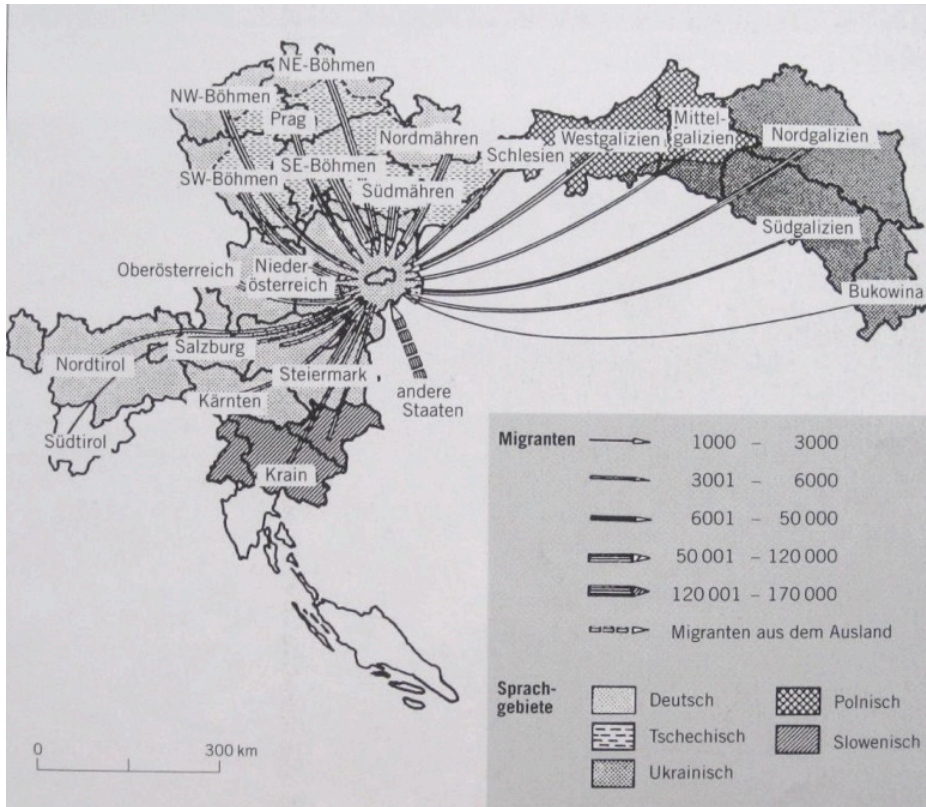 NE-Böhmen
NW-Böhmen
Prag
Nordmähren
Mittel-
galizien
Westgalizien
Nordgalizien
Schlesien
SE-Böhmen
SW-Böhmen
Südmähren
Südgalizien
Oberösterreich
Nieder-
österreich
Bukowina
Salzburg
Nordtirol
Steiermark
Kärnten
andere
Staaten
Südtirol
Krain
Migranten
1000 – 3000
3001 – 6000
6001 – 50 000
50 001 – 120 000
120 001 – 170 000
Migranten aus dem Ausland
Sprach-
gebiete
Deutsch
Polnisch
Tschechisch
Slowenisch
Ukrainisch
0 300 km